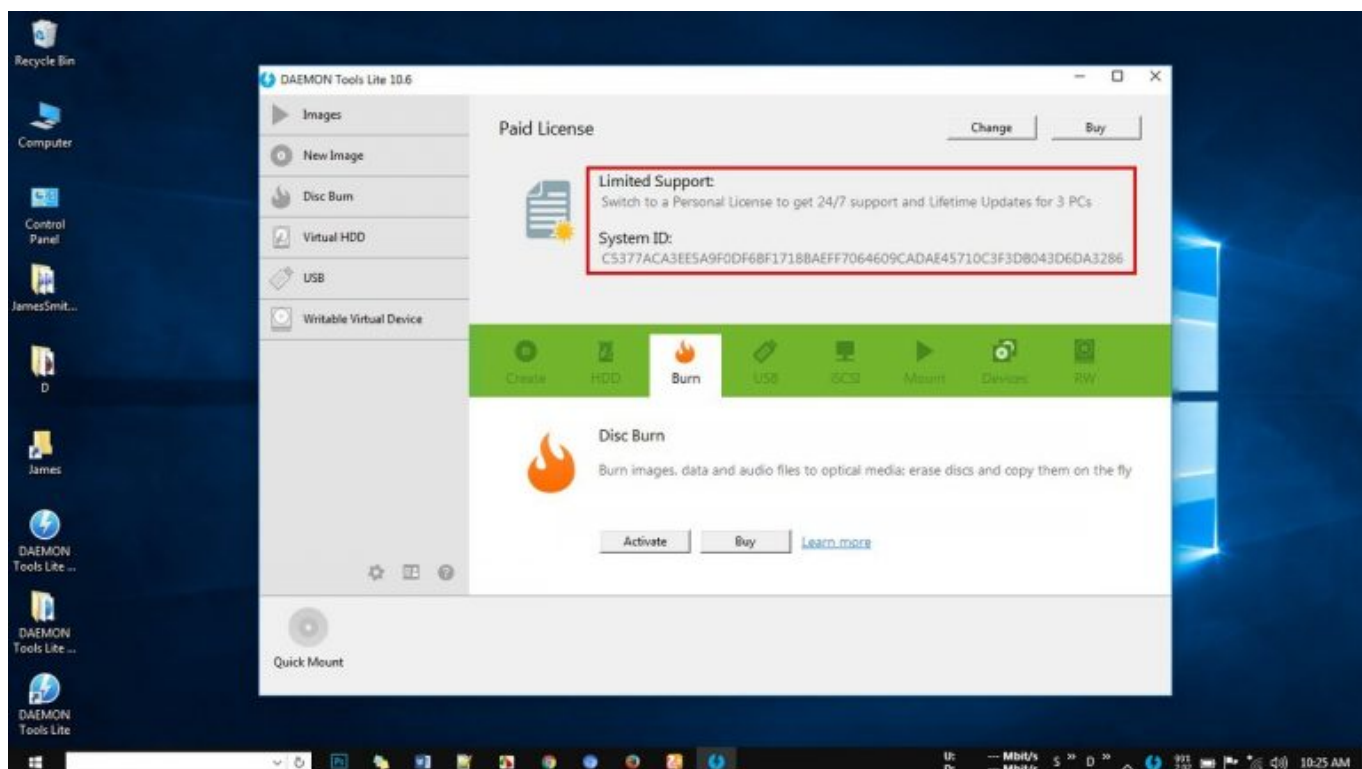 Recycle Bin
Computer
Control
Panel
JamesSmit...
D
James
DAEMON
Tools Lite ...
DAEMON
Tools Lite ...
DAEMON
Tools Lite
DAEMON Tools Lite 10.6
Images
New Image
Disc Burn
Virtual HDD
USB
Writable Virtual Device
Paid License
Change
Buy
Limited Support:
Switch to a Personal License to get 24/7 support and Lifetime Updates for 3 PCs
System ID:
C5377ACA3EE5A9F0DF6BF1718BAEFF7064609CADAE45710C3F3DB043D6DA3286
Create
HDD
Burn
USB
iSCSI
Mount
Devices
RW
Disc Burn
Burn images, data and audio files to optical media; erase discs and copy them on the fly
Activate
Buy
Learn more
Quick Mount
U: --- Mbit/s
D: --- Mbit/s
S »
D »
10:25 AM